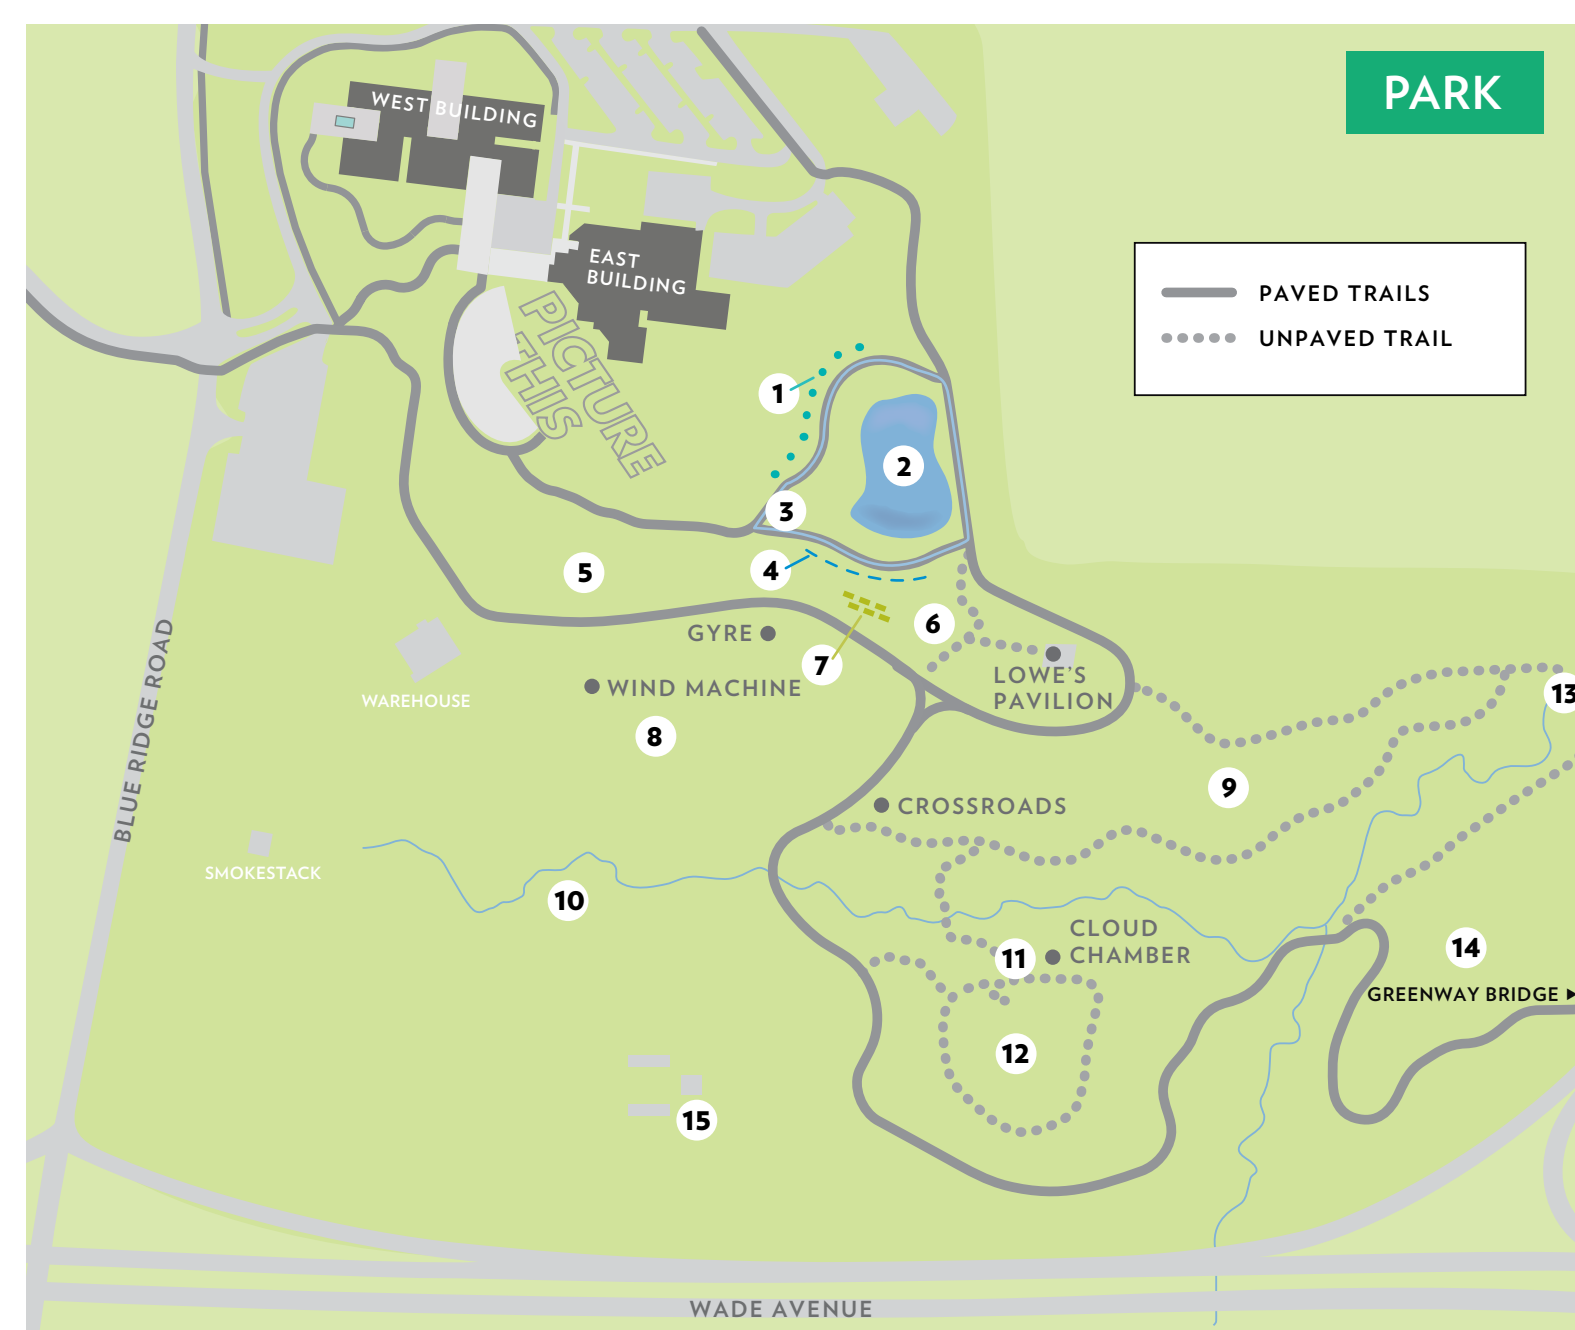 PARK
WEST BUILDING
EAST
BUILDING
PAVED TRAILS
UNPAVED TRAIL
PICTURE
THIS
1
2
3
4
5
6
GYRE
7
LOWE'S
PAVILION
WIND MACHINE
WAREHOUSE
13
8
BLUE RIDGE ROAD
9
CROSSROADS
SMOKESTACK
10
CLOUD
CHAMBER
11
14
GREENWAY BRIDGE
12
15
WADE AVENUE